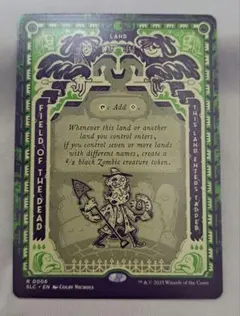 LAND
FIELD OF THE DEAD
THIS LAND ENTERS TAPPED.
: Add
Whenever this land or another
land you control enters,
if you control seven or more lands
with different names, create a
2/2 black Zombie creature token.
R 0008
SLC • EN
™ & © 2025 Wizards of the Coast